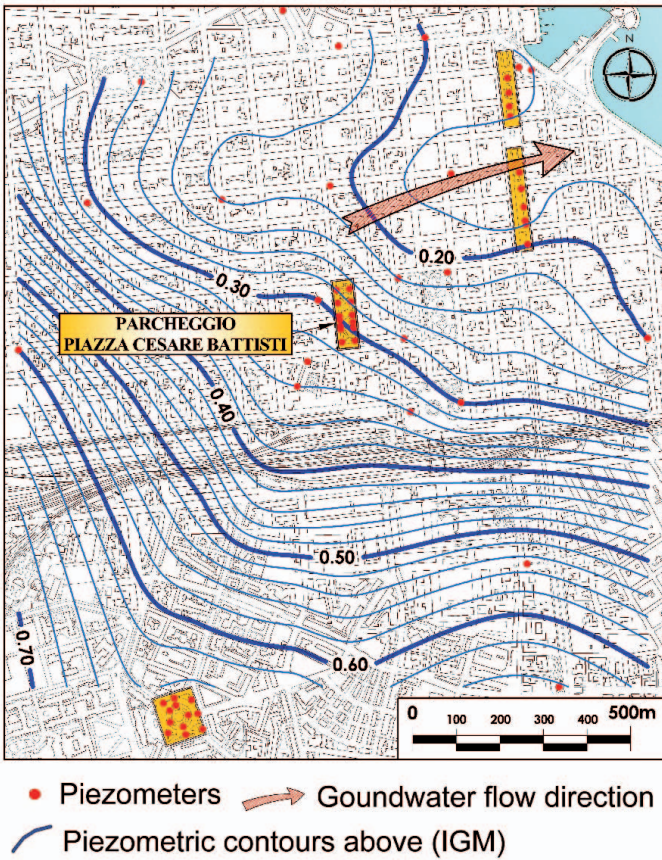 N
0.20
0.30
PARCHEGGIO
PIAZZA CESARE BATTISTI
0.40
0.50
0.60
0.70
0 100 200 300 400 500m
Piezometers
Goundwater flow direction
Piezometric contours above (IGM)